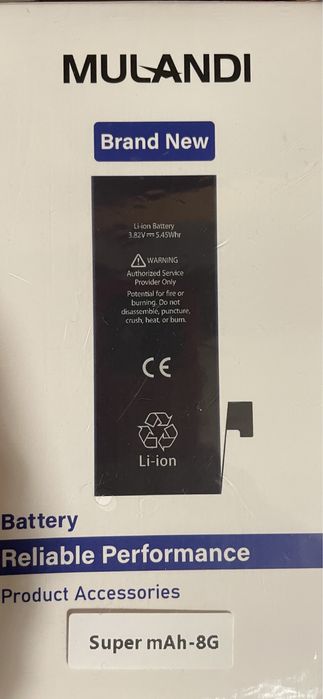 MULANDI
Brand New
Li-ion Battery
3.82V ⎓ 5.45Whr
WARNING
Authorized Service
Provider Only
Potential for fire or
burning. Do not
disassemble, puncture,
crush, heat, or burn.
CE
Li-ion
Battery
Reliable Performance
Product Accessories
Super mAh-8G